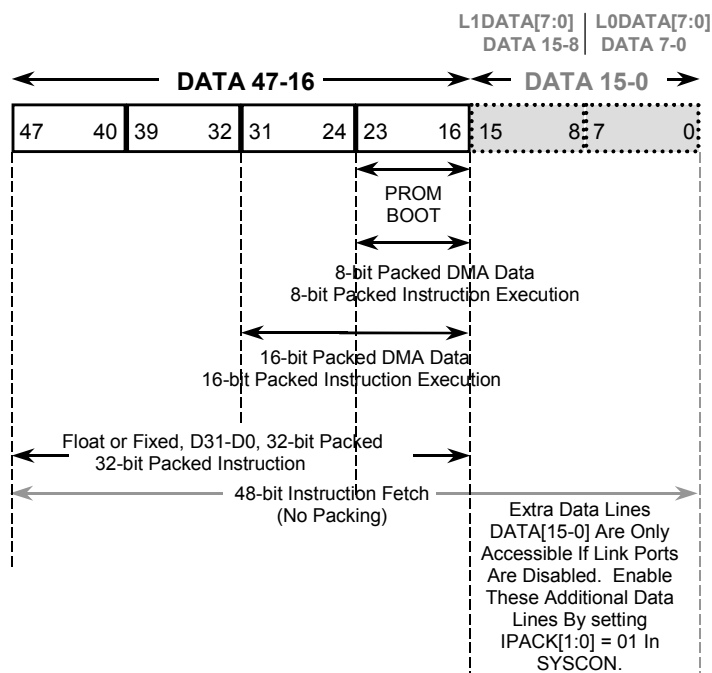 L1DATA[7:0] L0DATA[7:0]
DATA 15-8 DATA 7-0
DATA 47-16 DATA 15-0
47 40 39 32 31 24 23 16 15 8 7 0
PROM
BOOT
8-bit Packed DMA Data
8-bit Packed Instruction Execution
16-bit Packed DMA Data
16-bit Packed Instruction Execution
Float or Fixed, D31-D0, 32-bit Packed
32-bit Packed Instruction
48-bit Instruction Fetch
(No Packing)
Extra Data Lines
DATA[15-0] Are Only
Accessible If Link Ports
Are Disabled. Enable
These Additional Data
Lines By setting
IPACK[1:0] = 01 In
SYSCON.